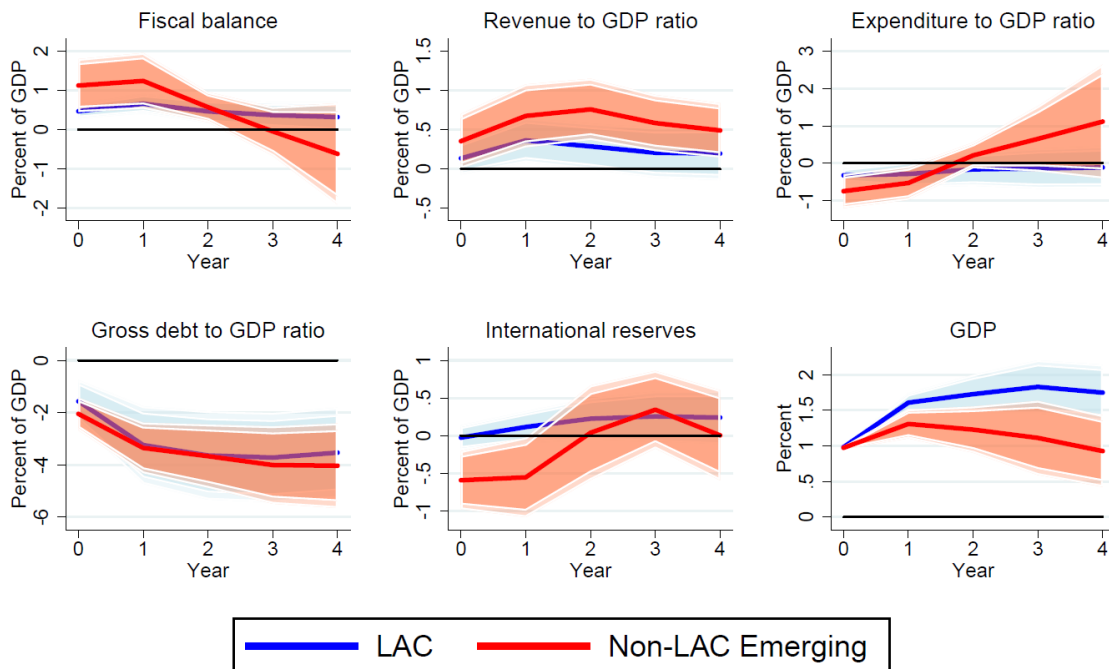 Fiscal balance
Percent of GDP
2
1
0
-1
-2
0 1 2 3 4
Year
Revenue to GDP ratio
Percent of GDP
1.5
1
.5
0
-.5
0 1 2 3 4
Year
Expenditure to GDP ratio
Percent of GDP
3
2
1
0
-1
0 1 2 3 4
Year
Gross debt to GDP ratio
Percent of GDP
0
-2
-4
-6
0 1 2 3 4
Year
International reserves
Percent of GDP
1
.5
0
-.5
-1
0 1 2 3 4
Year
GDP
Percent
2
1.5
1
.5
0
0 1 2 3 4
Year
LAC
Non-LAC Emerging